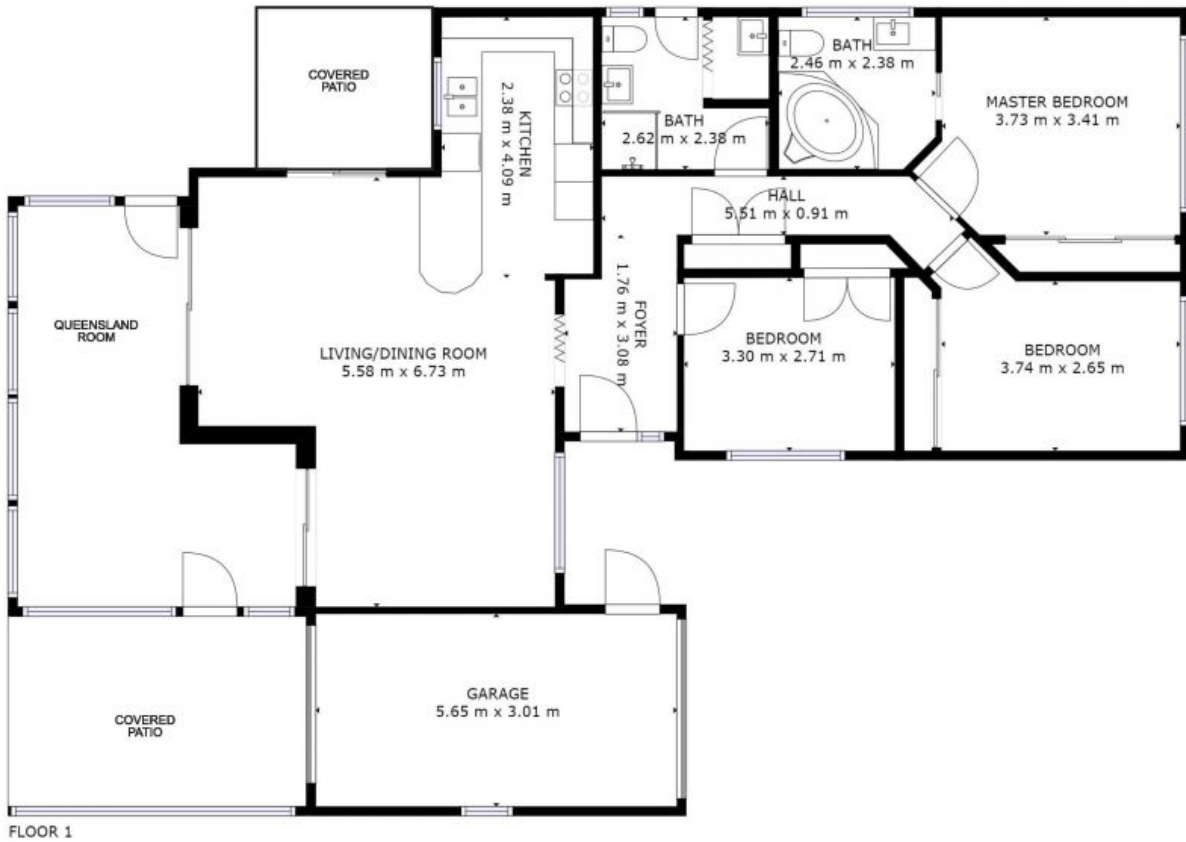 COVERED
PATIO
KITCHEN
2.38 m x 4.09 m
BATH
2.62 m x 2.38 m
BATH
2.46 m x 2.38 m
MASTER BEDROOM
3.73 m x 3.41 m
HALL
5.51 m x 0.91 m
QUEENSLAND
ROOM
LIVING/DINING ROOM
5.58 m x 6.73 m
FOYER
1.76 m x 3.08 m
BEDROOM
3.30 m x 2.71 m
BEDROOM
3.74 m x 2.65 m
COVERED
PATIO
GARAGE
5.65 m x 3.01 m
FLOOR 1